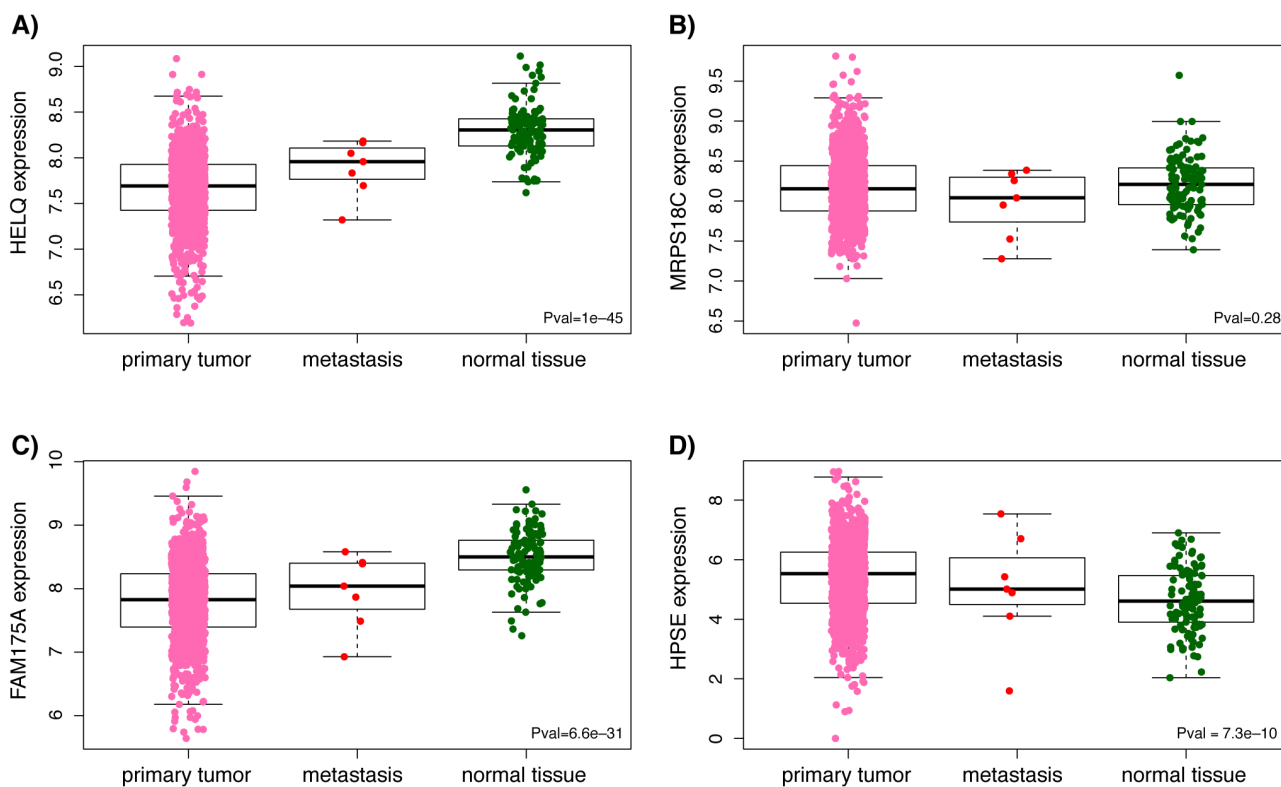 A)
HELQ expression
9.0
8.5
8.0
7.5
7.0
6.5
Pval=1e−45
primary tumor metastasis normal tissue
B)
MRPS18C expression
9.5
9.0
8.5
8.0
7.5
7.0
6.5
Pval=0.28
primary tumor metastasis normal tissue
C)
FAM175A expression
10
9
8
7
6
Pval=6.6e−31
primary tumor metastasis normal tissue
D)
HPSE expression
8
6
4
2
0
Pval = 7.3e−10
primary tumor metastasis normal tissue